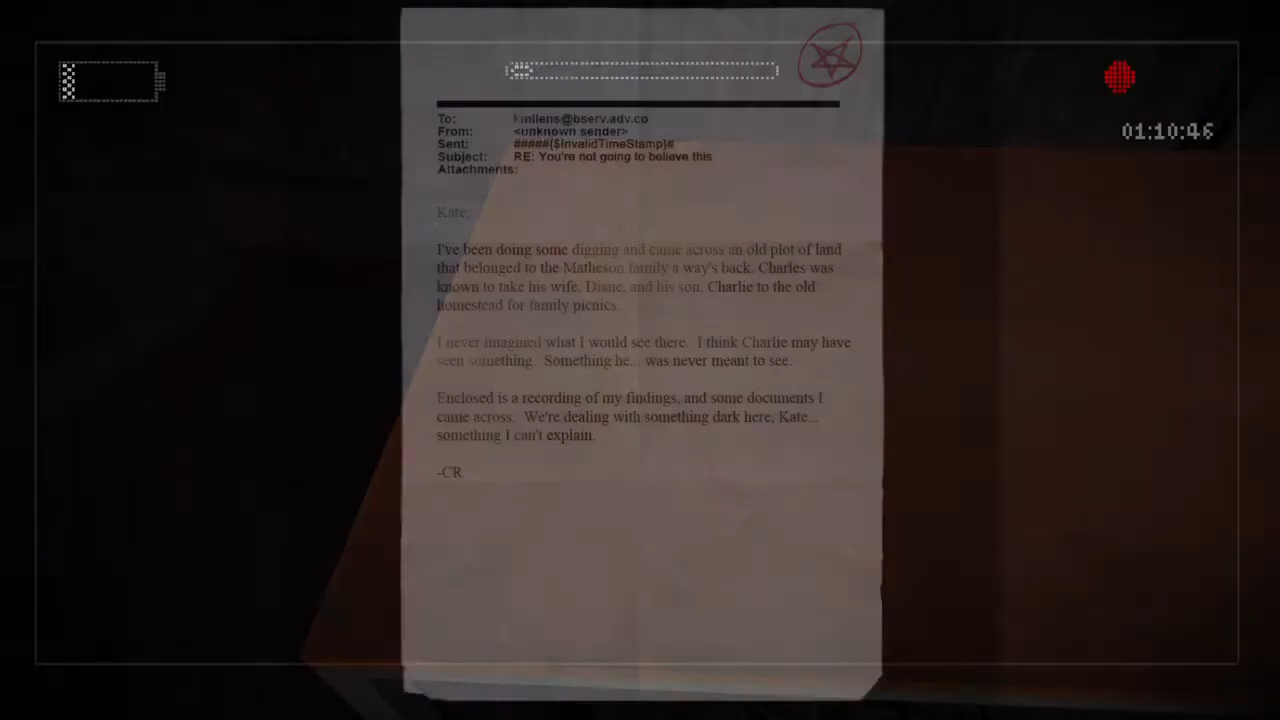 01:10:46
To: kmllens@bserv.adv.co
From: <unknown sender>
Sent: #####{$InvalidTimeStamp}#
Subject: RE: You're not going to believe this
Attachments:
Kate,
I've been doing some digging and came across an old plot of land
that belonged to the Matheson family a way's back. Charles was
known to take his wife, Diane, and his son, Charlie to the old
homestead for family picnics.
I never imagined what I would see there. I think Charlie may have
seen something. Something he... was never meant to see.
Enclosed is a recording of my findings, and some documents I
came across. We're dealing with something dark here, Kate...
something I can't explain.
-CR